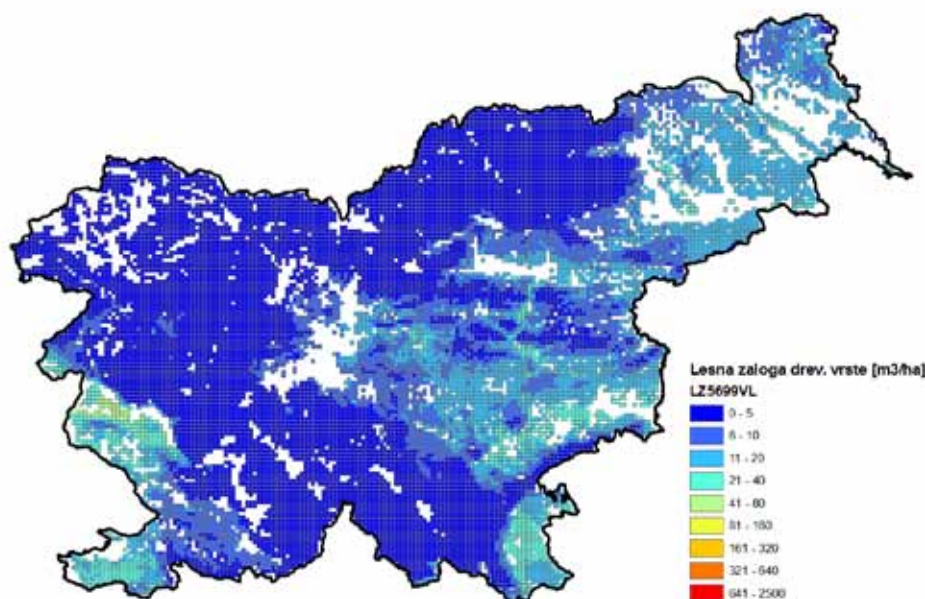 Lesna zaloga drev. vrste [m3/ha]
LZ5699VL
0 - 5
6 - 10
11 - 20
21 - 40
41 - 80
81 - 160
161 - 320
321 - 640
641 - 2500